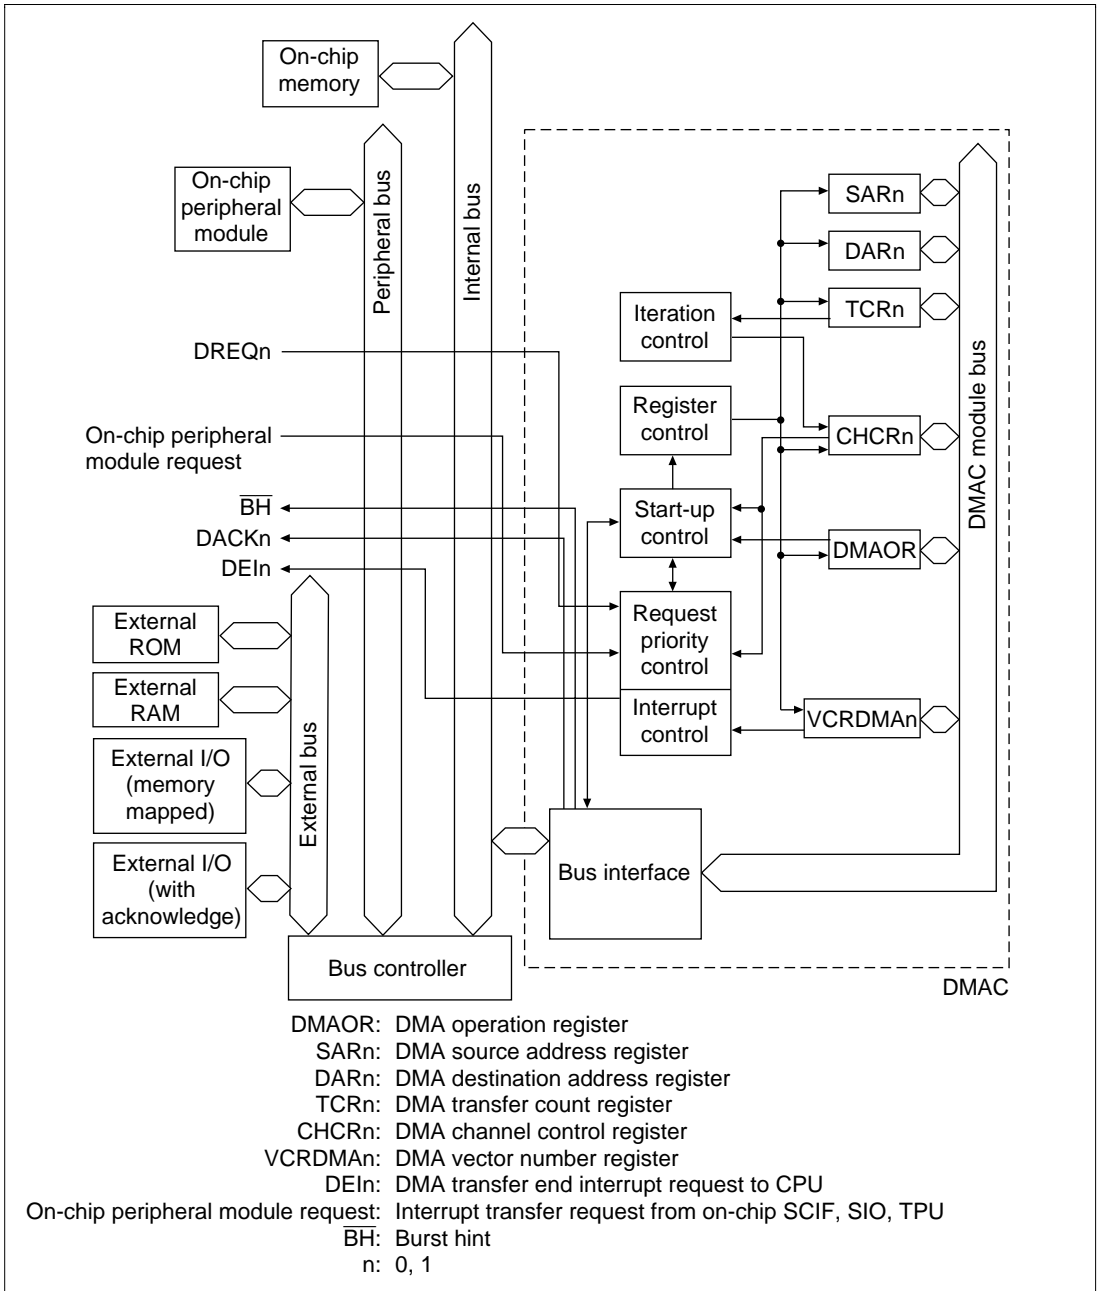 On-chip
memory
On-chip
peripheral
module
Peripheral bus
Internal bus
SARn
DARn
TCRn
Iteration
control
DREQn
Register
control
On-chip peripheral
module request
CHCRn
DMAC module bus
BH
Start-up
control
DACKn
DMAOR
DEIn
External
ROM
Request
priority
control
External
RAM
Interrupt
control
VCRDMAn
External I/O
(memory
mapped)
External bus
External I/O
(with
acknowledge)
Bus interface
Bus controller
DMAC
DMAOR: DMA operation register
SARn: DMA source address register
DARn: DMA destination address register
TCRn: DMA transfer count register
CHCRn: DMA channel control register
VCRDMAn: DMA vector number register
DEIn: DMA transfer end interrupt request to CPU
On-chip peripheral module request: Interrupt transfer request from on-chip SCIF, SIO, TPU
BH: Burst hint
n: 0, 1